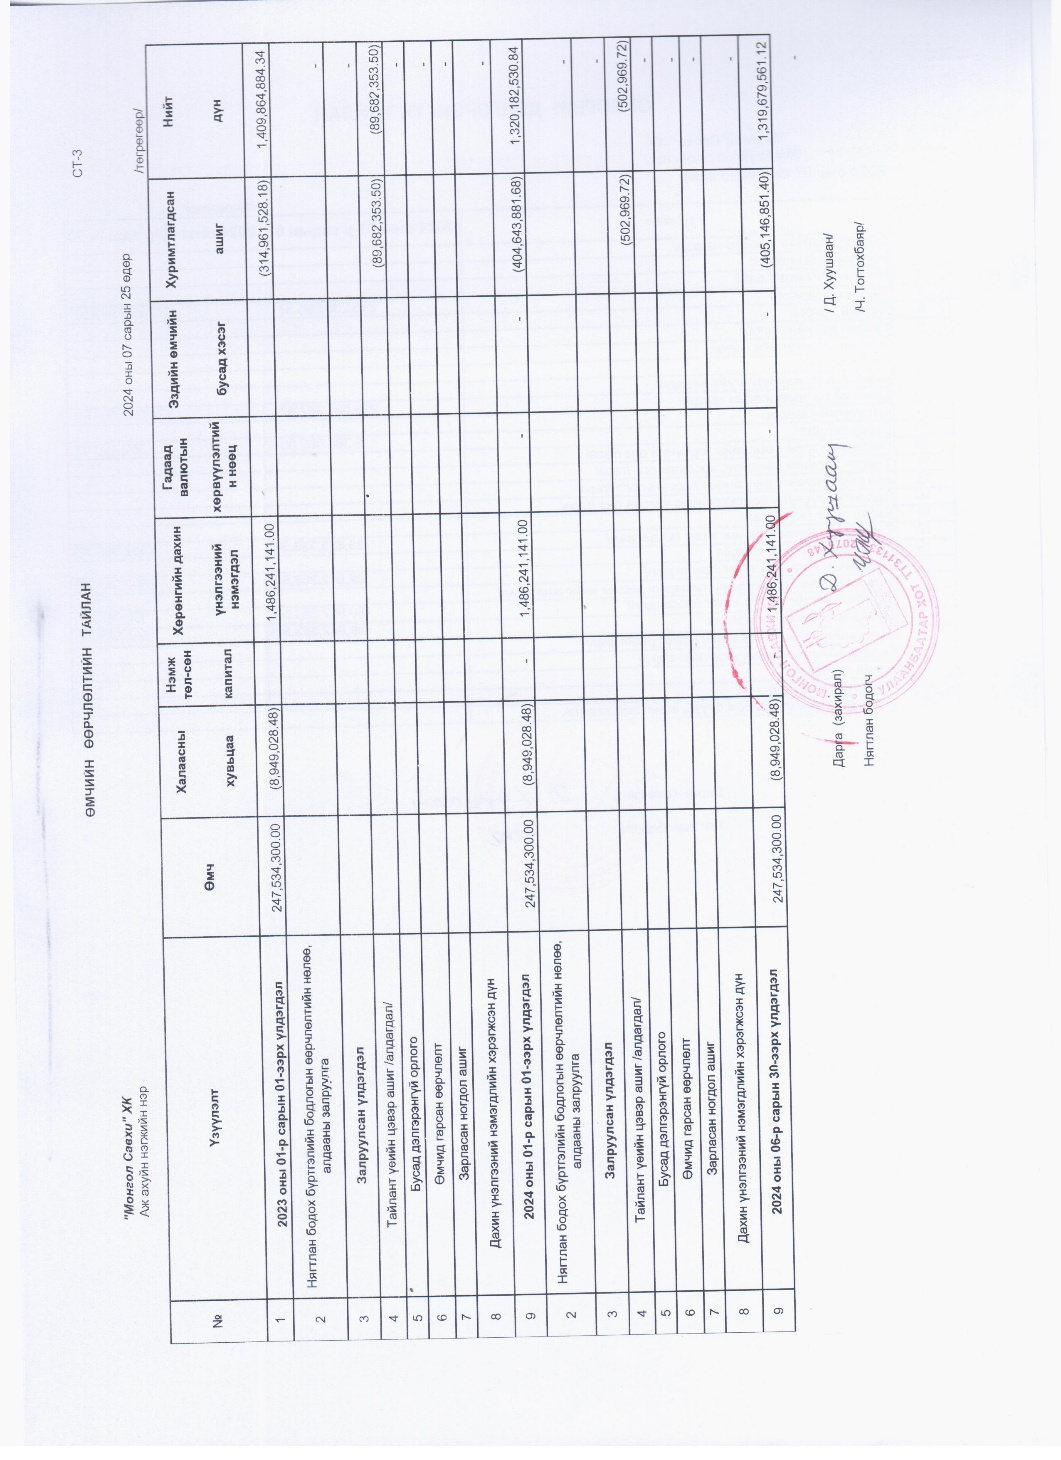 СТ-3
ӨМЧИЙН ӨӨРЧЛӨЛТИЙН ТАЙЛАН
"Монгол Савхи" ХК
Аж ахуйн нэгжийн нэр
2024 оны 07 сарын 25 өдөр
/төгрөгөөр/
№ Үзүүлэлт Өмч Халаасны хувьцаа Нэмж төл-сөн капитал Хөрөнгийн дахин үнэлгээний нэмэгдэл Гадаад валютын хөрвүүлэлтийн нөөц Эздийн өмчийн бусад хэсэг Хуримтлагдсан ашиг Нийт дүн
1 2023 оны 01-р сарын 01-ээрх үлдэгдэл 247,534,300.00 (8,949,028.48) 1,486,241,141.00 (314,961,528.18) 1,409,864,884.34
2 Нягтлан бодох бүртгэлийн бодлогын өөрчлөлтийн нөлөө, алдааны залруулга -
3 Залруулсан үлдэгдэл (89,682,353.50) -
(89,682,353.50)
4 Тайлант үеийн цэвэр ашиг /алдагдал/ -
5 Бусад дэлгэрэнгүй орлого -
6 Өмчид гарсан өөрчлөлт -
7 Зарласан ногдол ашиг -
8 Дахин үнэлгээний нэмэгдлийн хэрэгжсэн дүн
9 2024 оны 01-р сарын 01-ээрх үлдэгдэл 247,534,300.00 (8,949,028.48) - 1,486,241,141.00 - - (404,643,881.68) 1,320,182,530.84
2 Нягтлан бодох бүртгэлийн бодлогын өөрчлөлтийн нөлөө, алдааны залруулга -
3 Залруулсан үлдэгдэл (502,969.72) -
(502,969.72)
4 Тайлант үеийн цэвэр ашиг /алдагдал/ -
5 Бусад дэлгэрэнгүй орлого -
6 Өмчид гарсан өөрчлөлт -
7 Зарласан ногдол ашиг -
8 Дахин үнэлгээний нэмэгдлийн хэрэгжсэн дүн
9 2024 оны 06-р сарын 30-ээрх үлдэгдэл 247,534,300.00 (8,949,028.48) - 1,486,241,141.00 - - (405,146,851.40) 1,319,679,561.12
-
Дарга (захирал) Д. Хуушаан / Д. Хуушаан/
Нягтлан бодогч /Ч. Тогтохбаяр/
УЛААНБААТАР ХОТ